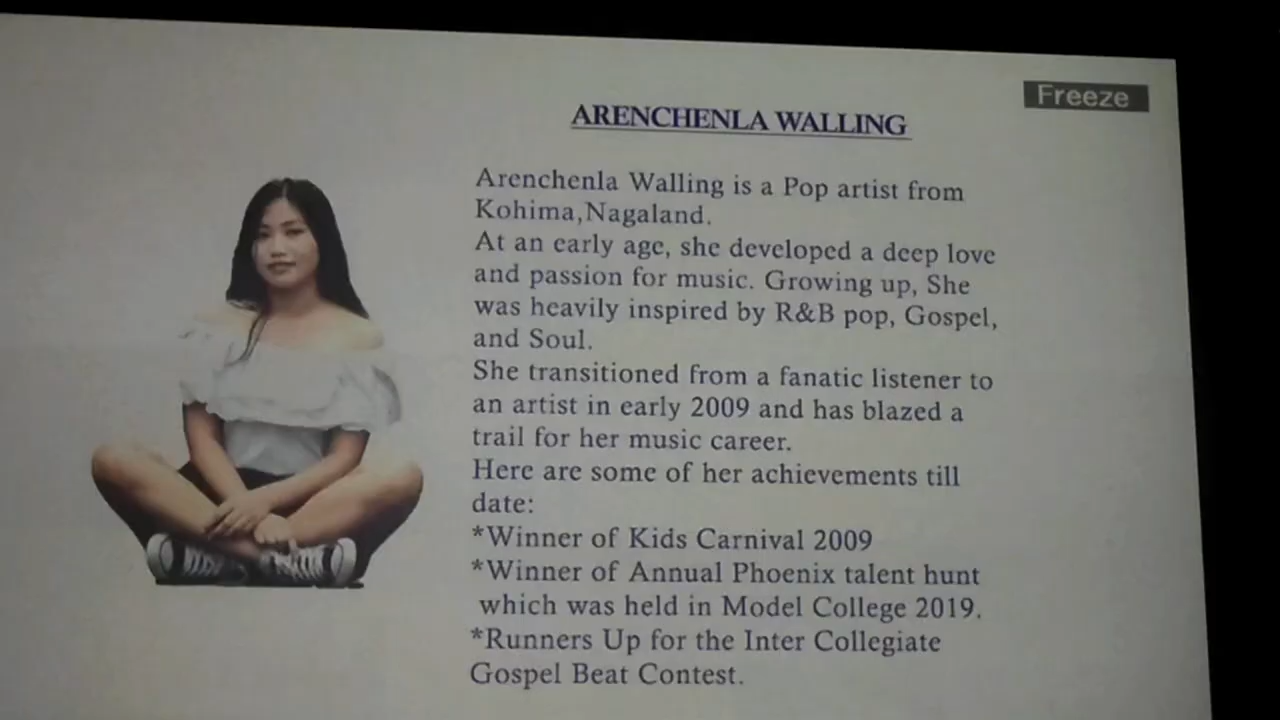 Freeze
ARENCHENLA WALLING
Arenchenla Walling is a Pop artist from
Kohima,Nagaland.
At an early age, she developed a deep love
and passion for music. Growing up, She
was heavily inspired by R&B pop, Gospel,
and Soul.
She transitioned from a fanatic listener to
an artist in early 2009 and has blazed a
trail for her music career.
Here are some of her achievements till
date:
*Winner of Kids Carnival 2009
*Winner of Annual Phoenix talent hunt
which was held in Model College 2019.
*Runners Up for the Inter Collegiate
Gospel Beat Contest.